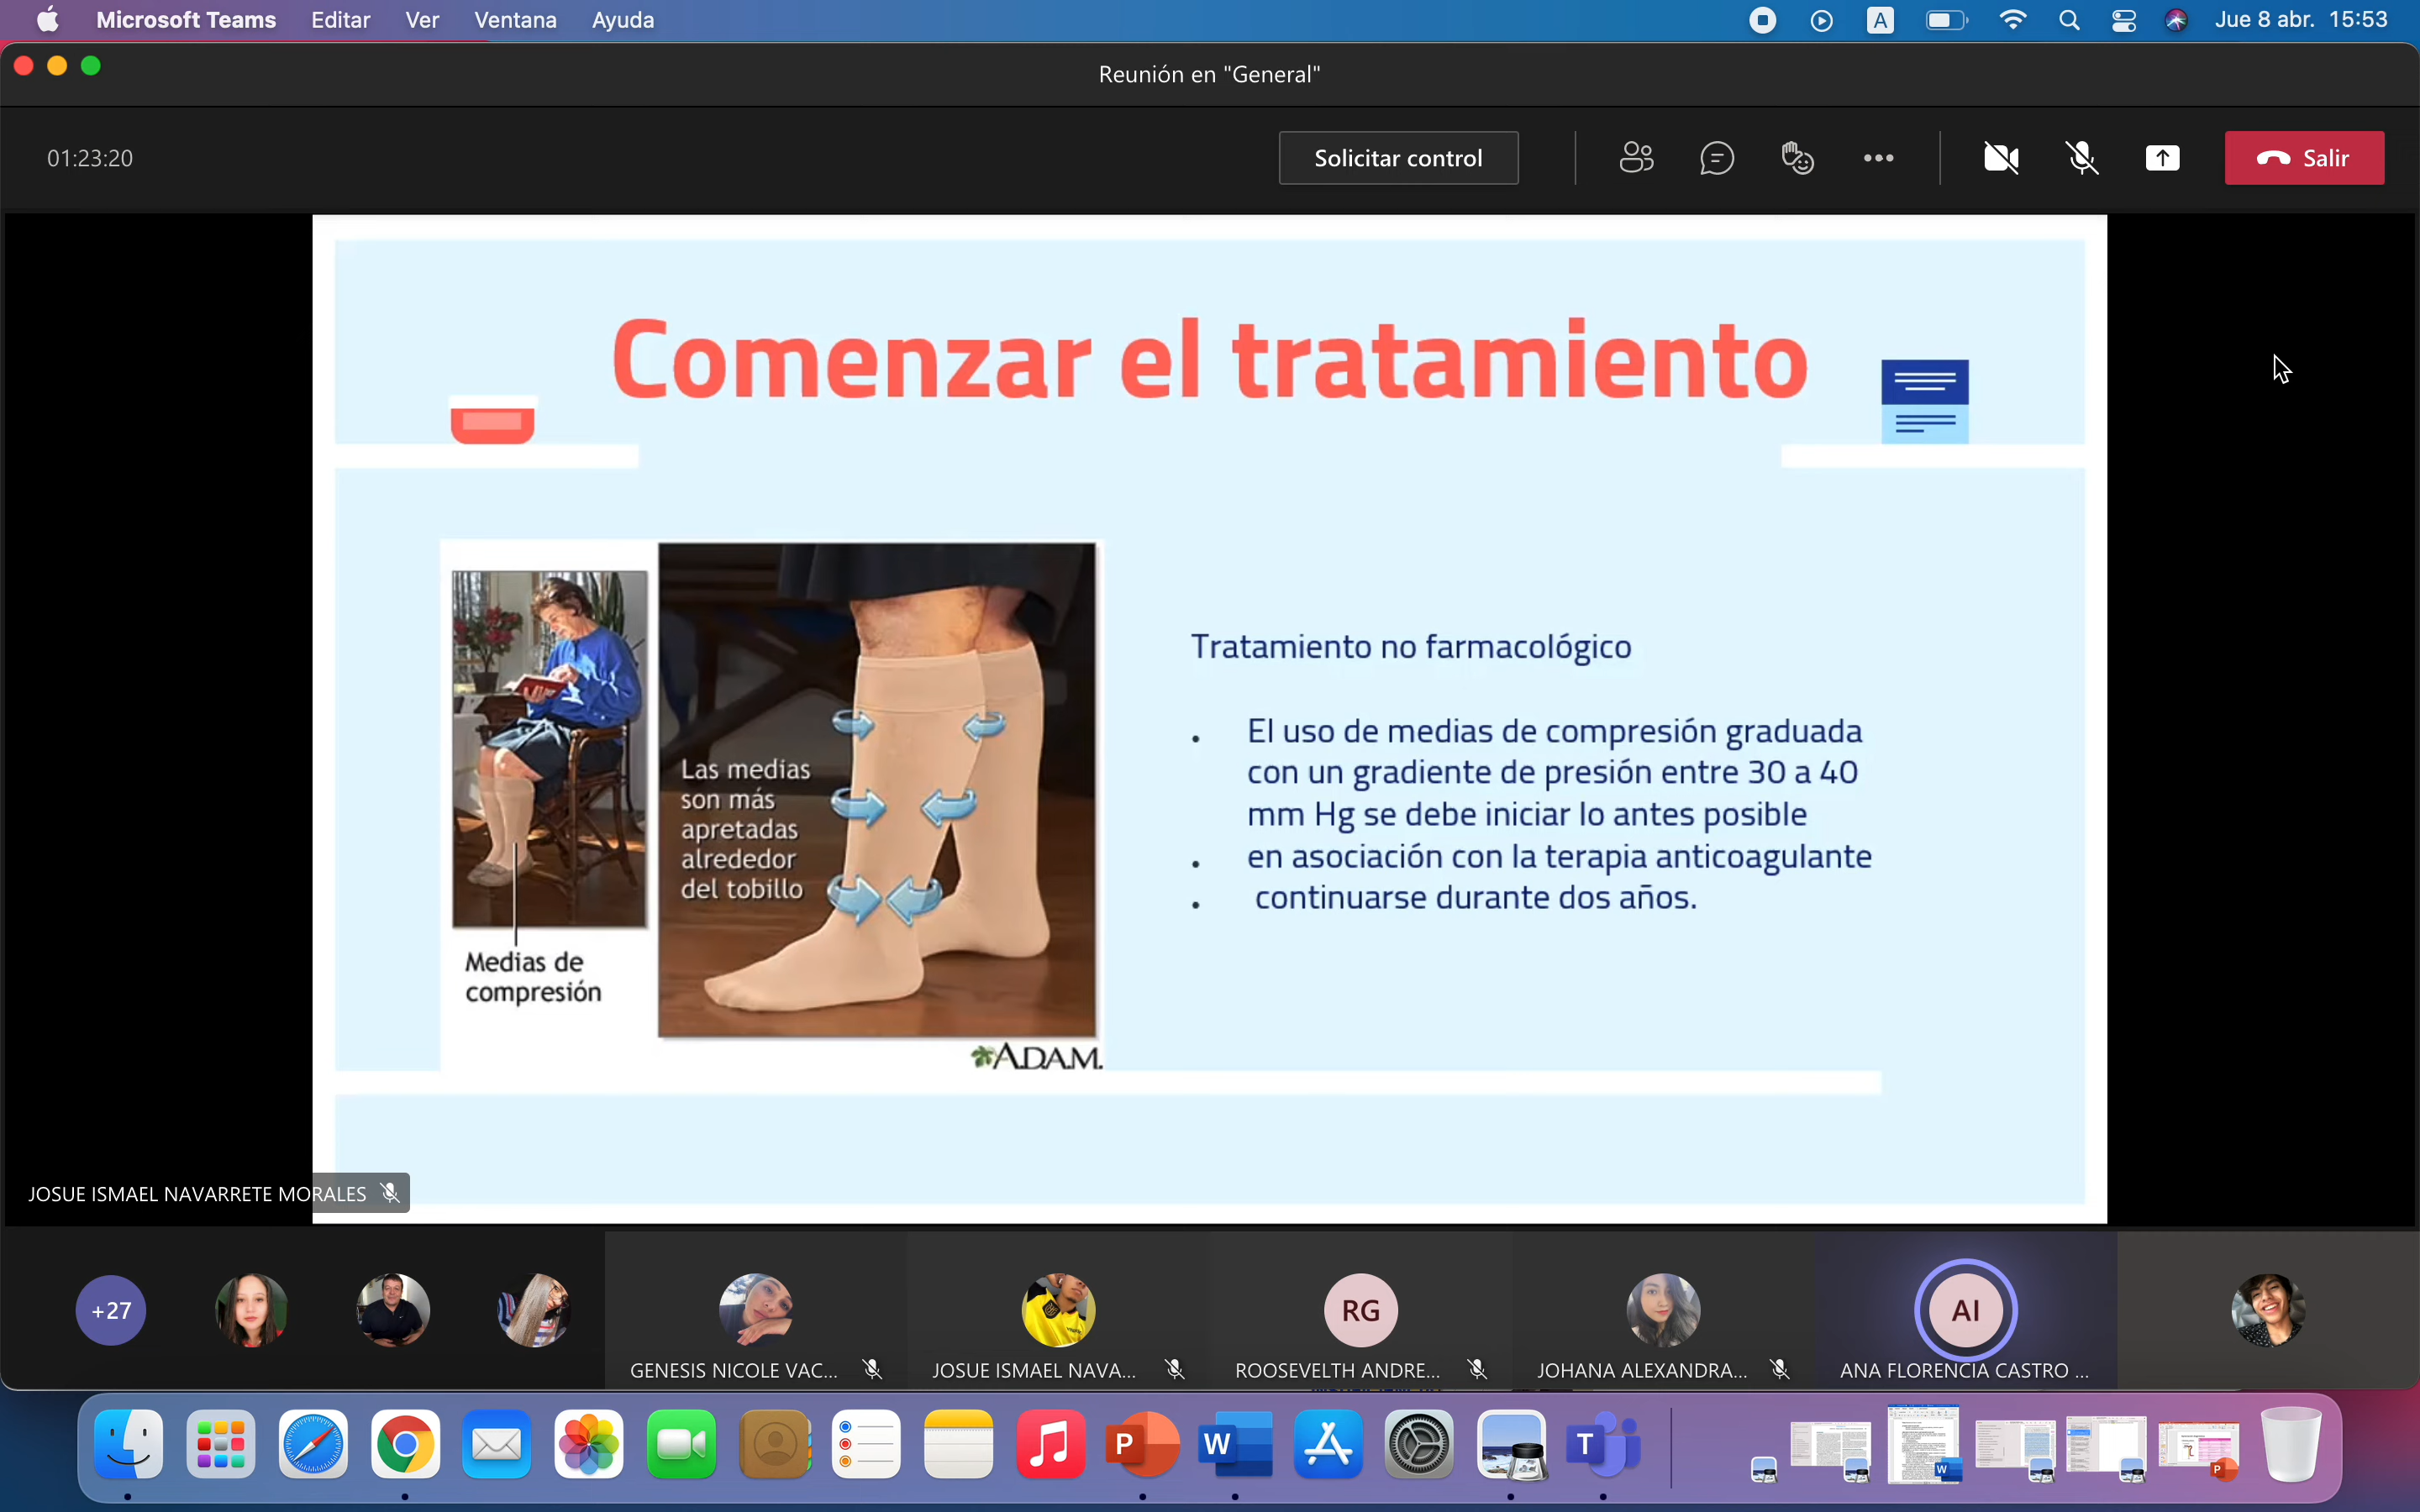 Microsoft Teams Editar Ver Ventana Ayuda A Jue 8 abr. 15:53
Reunión en "General"
01:23:20 Solicitar control Salir
Comenzar el tratamiento
Tratamiento no farmacológico
. El uso de medias de compresión graduada
con un gradiente de presión entre 30 a 40
mm Hg se debe iniciar lo antes posible
. en asociación con la terapia anticoagulante
. continuarse durante dos años.
Las medias
son más
apretadas
alrededor
del tobillo
Medias de
compresión
A.D.A.M.
JOSUE ISMAEL NAVARRETE MORALES
+27 RG AI
GENESIS NICOLE VAC... JOSUE ISMAEL NAVA... ROOSEVELTH ANDRE... JOHANA ALEXANDRA... ANA FLORENCIA CASTRO ...
P W T W P